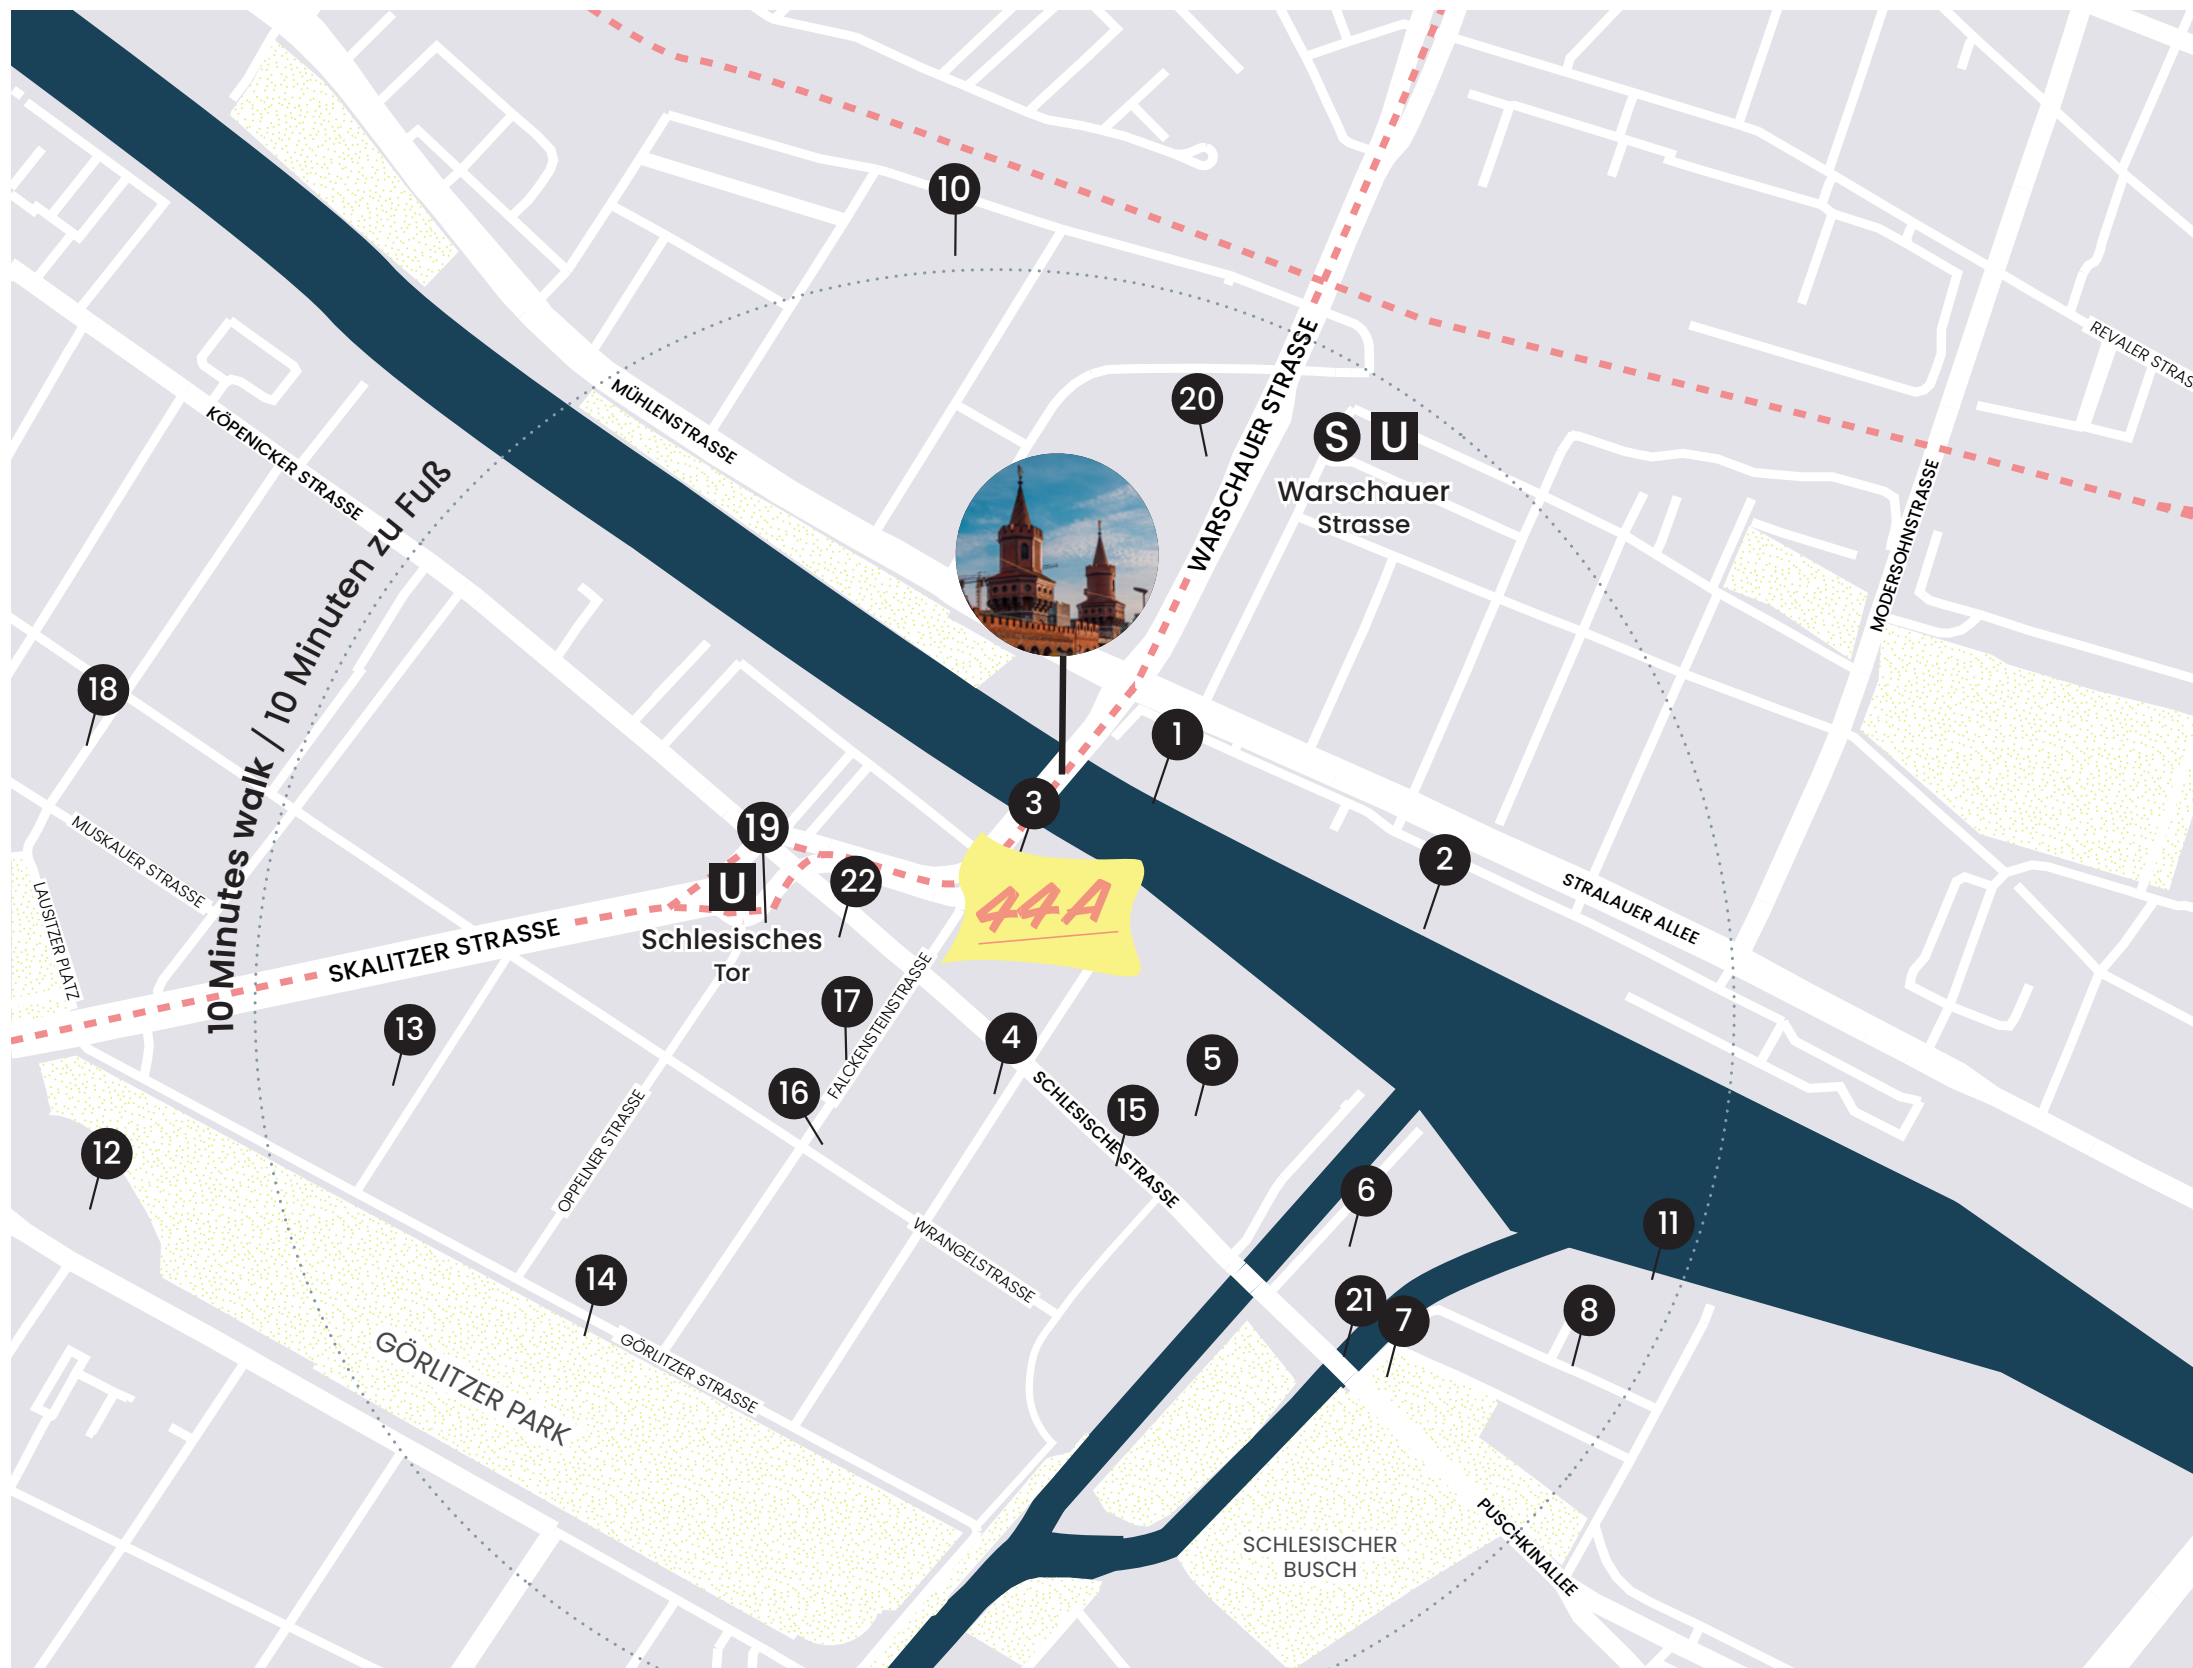 10
REVALER STRAS
WARSCHAUER STRASSE
20
S U
Warschauer
Strasse
MÜHLENSTRASSE
KÖPENICKER STRASSE
10 Minutes walk / 10 Minuten zu Fuß
MODERSOHNSTRASSE
18
1
3
19
2
MUSKAUER STRASSE
LAUSITZER PLATZ
U
22
44A
STRALAUER ALLEE
SKALITZER STRASSE
Schlesisches
Tor
17
FALCKENSTEINSTRASSE
13
4
5
16
15
SCHLESISCHE STRASSE
OPPELNER STRASSE
12
6
11
WRANGELSTRASSE
14
21
7
8
GÖRLITZER PARK
GÖRLITZER STRASSE
SCHLESISCHER
BUSCH
PUSCHKINALLEE